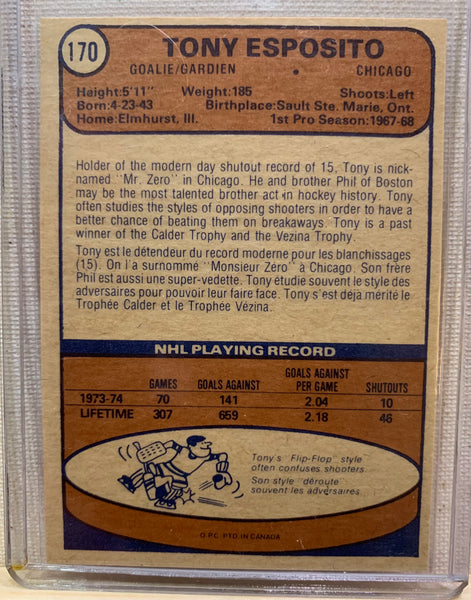 170
TONY ESPOSITO
GOALIE/GARDIEN • CHICAGO
Height:5'11" Weight:185 Shoots:Left
Born:4-23-43 Birthplace:Sault Ste. Marie, Ont.
Home:Elmhurst, Ill. 1st Pro Season:1967-68
Holder of the modern day shutout record of 15. Tony is nick-
named "Mr. Zero" in Chicago. He and brother Phil of Boston
may be the most talented brother act in hockey history. Tony
often studies the styles of opposing shooters in order to have a
better chance of beating them on breakaways. Tony is a past
winner of the Calder Trophy and the Vezina Trophy.
Tony est le détendeur du record moderne pour les blanchissages
(15). On l'a surnommé "Monsieur Zéro" à Chicago. Son frère
Phil est aussi une super-vedette. Tony étudie souvent le style des
adversaires pour pouvoir leur faire face. Tony s'est déjà mérité le
Trophée Calder et le Trophée Vézina.
NHL PLAYING RECORD
GAMES GOALS AGAINST GOALS AGAINST PER GAME SHUTOUTS
1973-74 70 141 2.04 10
LIFETIME 307 659 2.18 46
Tony's "Flip-Flop" style
often confuses shooters.
Son style "déroute
souvent les adversaires.
O.P.C. PTD. IN CANADA